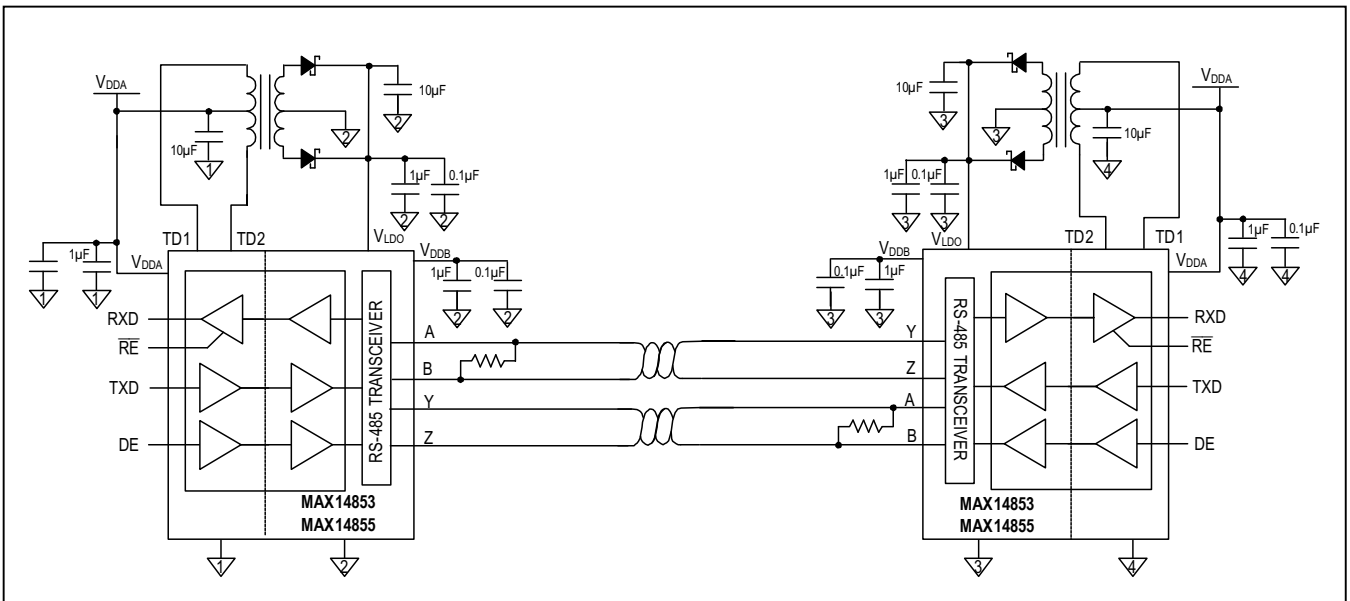 VDDA
10µF
2
10µF
1
2
1µF
0.1µF
2
2
TD1
TD2
VLDO
VDDB
1µF
VDDA
1
1
1µF
0.1µF
2
2
RXD
RE
TXD
DE
RS-485 TRANSCEIVER
A
B
Y
Z
MAX14853
MAX14855
1
2
10µF
3
3
VDDA
10µF
4
1µF
0.1µF
3
3
VDDB
VLDO
TD2
TD1
VDDA
1µF
0.1µF
4
4
0.1µF
1µF
3
3
Y
Z
A
B
RS-485 TRANSCEIVER
RXD
RE
TXD
DE
MAX14853
MAX14855
3
4